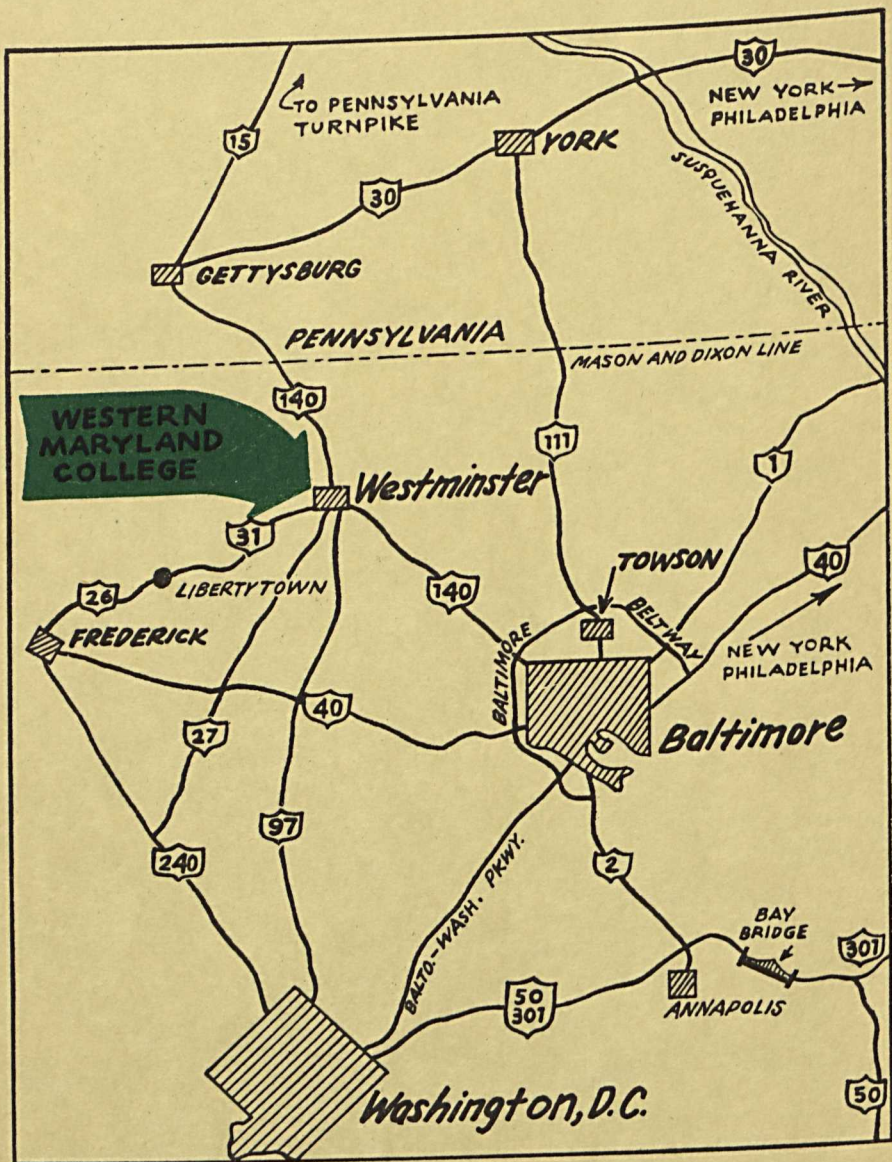 30
TO PENNSYLVANIA
TURNPIKE
NEW YORK
PHILADELPHIA
15
YORK
30
SUSQUEHANNA RIVER
GETTYSBURG
PENNSYLVANIA
MASON AND DIXON LINE
140
WESTERN
MARYLAND
COLLEGE
111
1
Westminster
31
40
TOWSON
26
LIBERTYTOWN
140
BELTWAY
FREDERICK
BALTIMORE
NEW YORK
PHILADELPHIA
40
27
Baltimore
97
240
2
BALTO.-WASH. PKWY.
BAY
BRIDGE
301
50
301
ANNAPOLIS
50
Washington, D.C.